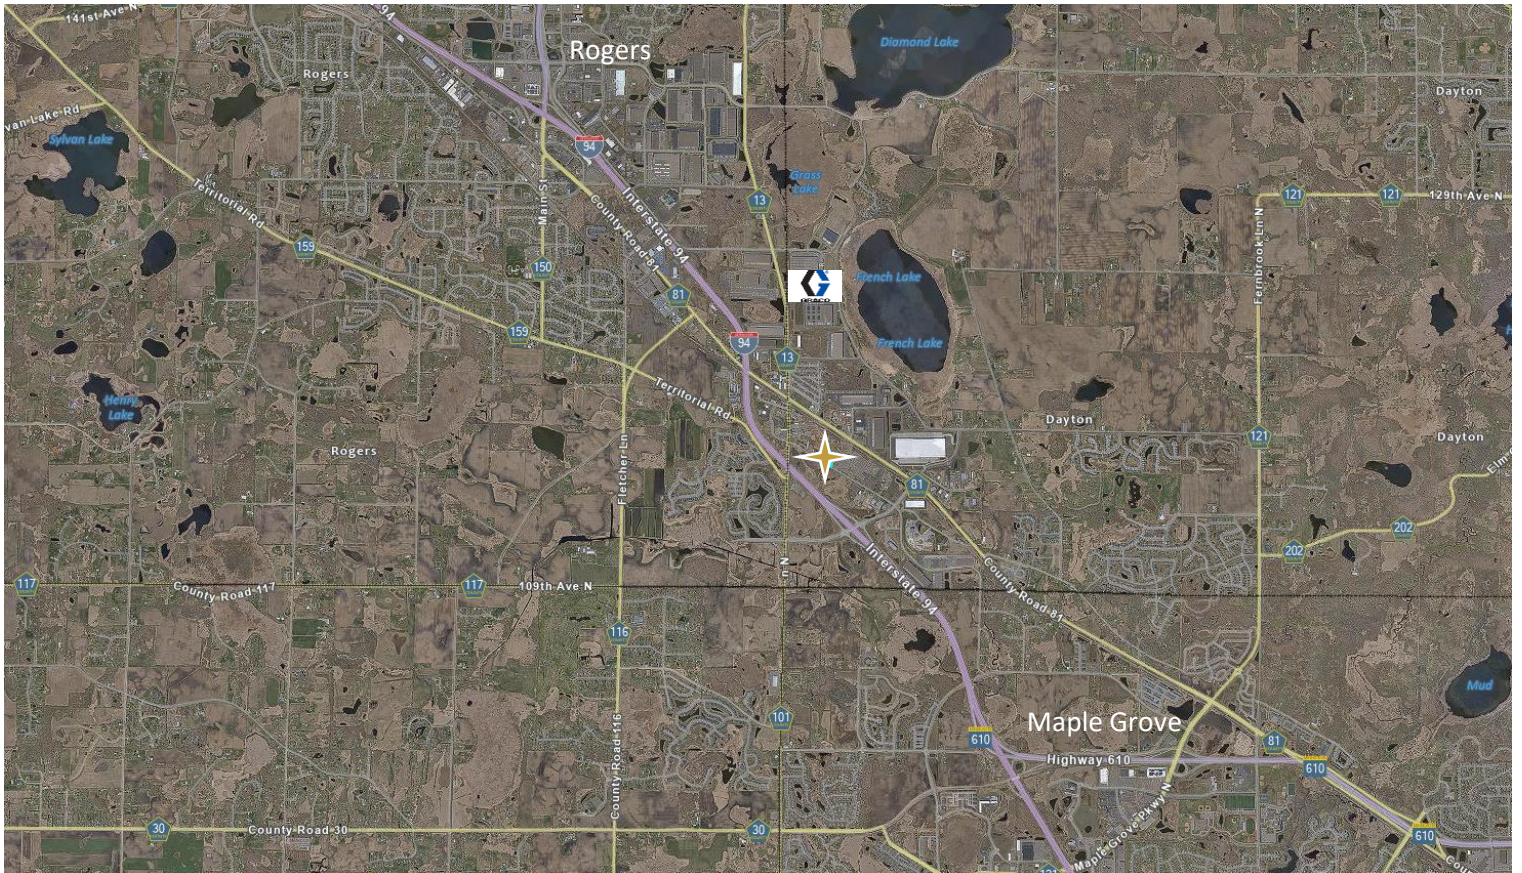 141st Ave N
94
Rogers
Diamond Lake
Rogers
Dayton
van Lake Rd
Sylvan Lake
94
Grass
Lake
Territorial Rd
Main St
Interstate 94
13
121
121
129th Ave N
County Road 81
159
150
Fernbrook Ln N
81
GRACO
French Lake
159
94
French Lake
13
Henry
Lake
Territorial Rd
Dayton
121
Dayton
Rogers
Fletcher Ln
81
Elm
202
202
117
County Road 117
117
109th Ave N
Interstate 94
County Road 81
116
Mud
101
Maple Grove
610
81
Highway 610
610
County Road 116
30
County Road 30
30
Maple Grove Pkwy N
610